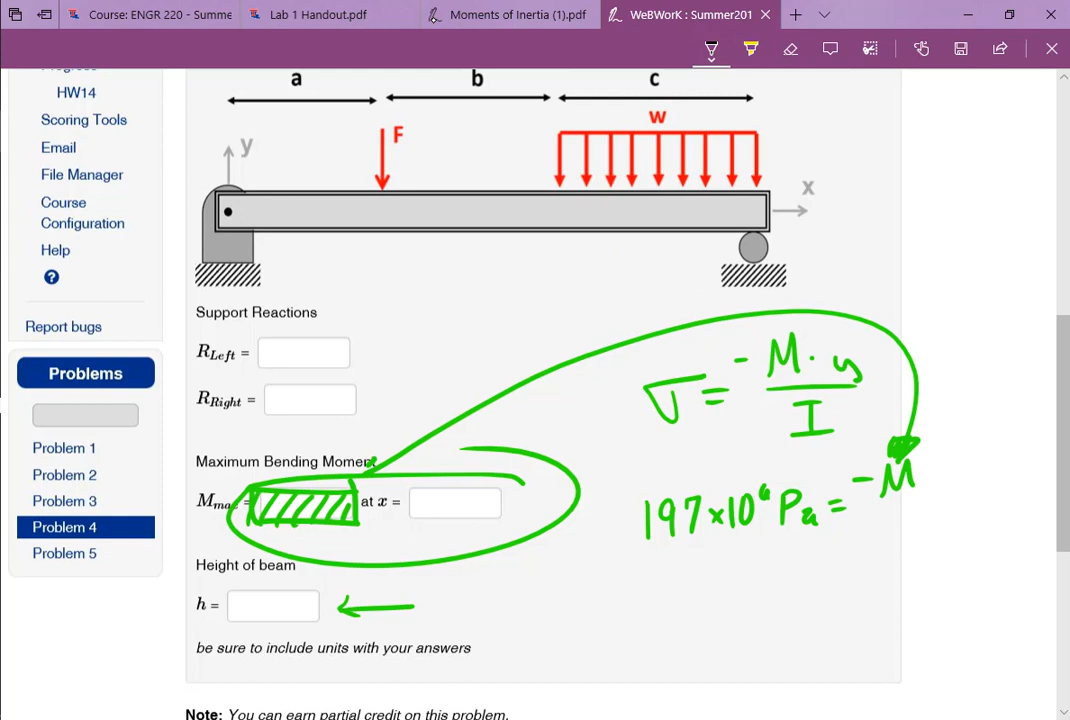 Course: ENGR 220 - Summe
Lab 1 Handout.pdf
Moments of Inertia (1).pdf
WeBWorK : Summer201
HW14
Scoring Tools
Email
File Manager
Course
Configuration
Help
?
Report bugs
Problems
Problem 1
Problem 2
Problem 3
Problem 4
Problem 5
a b c
w
F
y
x
Support Reactions
R_Left =
R_Right =
σ = -M·y / I
Maximum Bending Moment
M_ma = at x =
197×10⁶ Pa = -M
Height of beam
h =
be sure to include units with your answers
Note: You can earn partial credit on this problem.